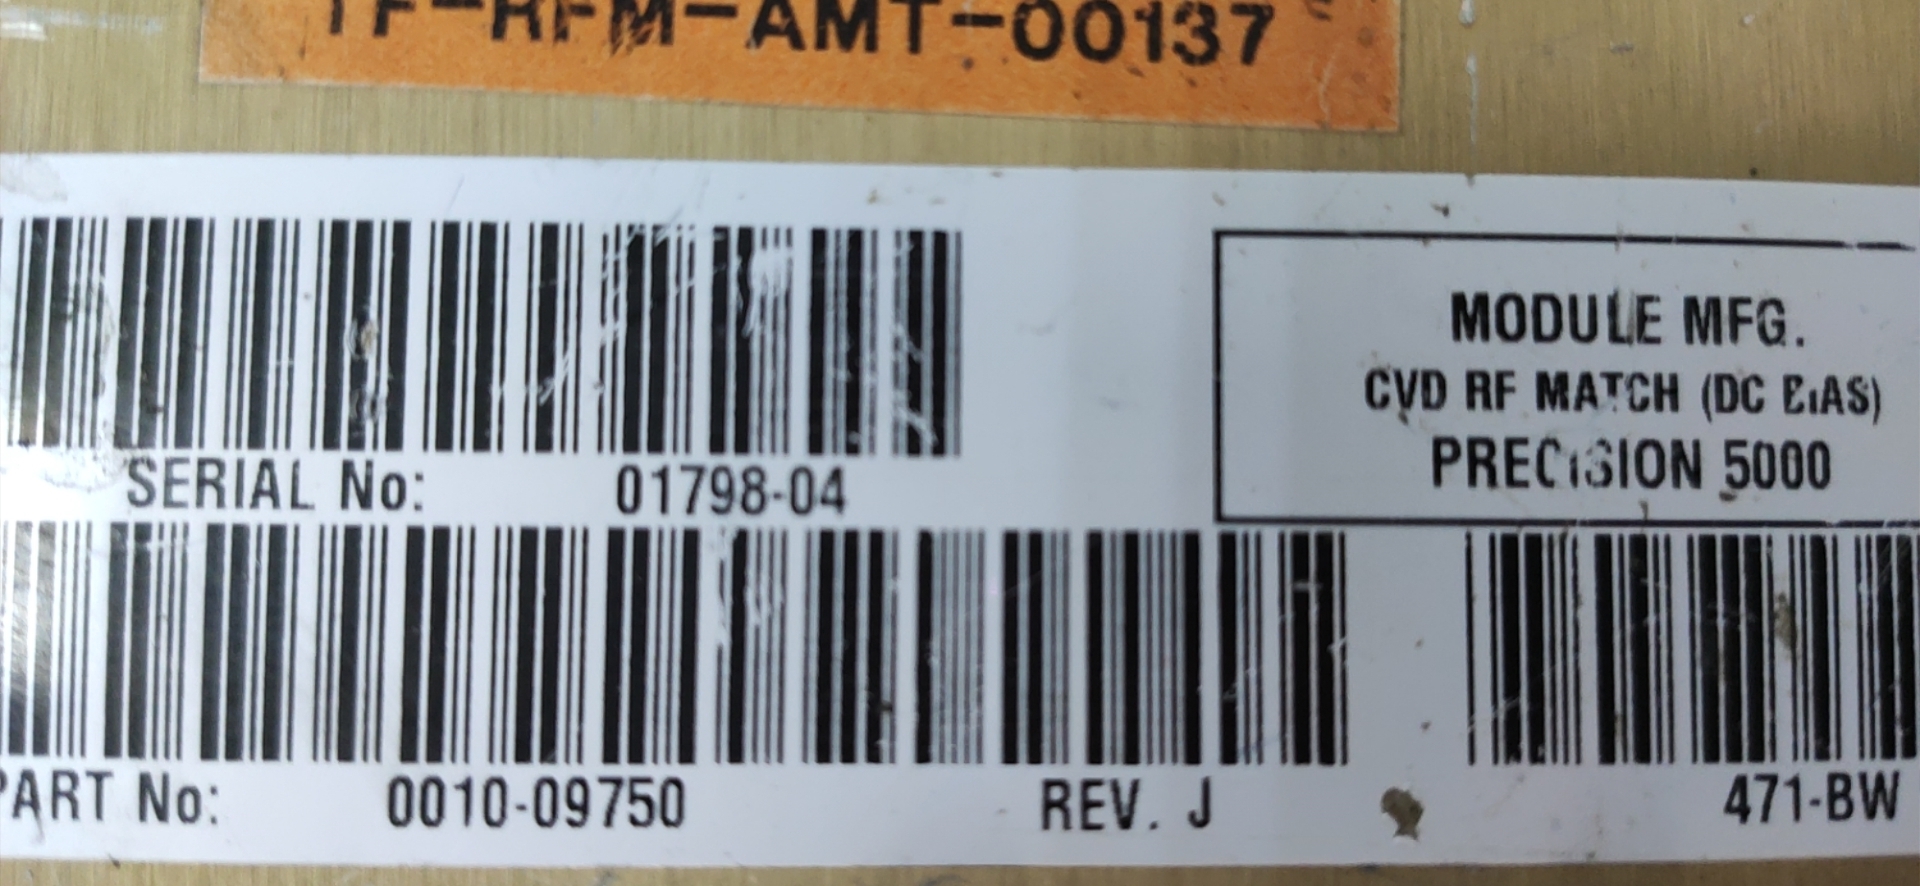 TF-RFM-AMT-00137
MODULE MFG.
CVD RF MATCH (DC BIAS)
PRECISION 5000
SERIAL No: 01798-04
PART No: 0010-09750 REV. J 471-BW